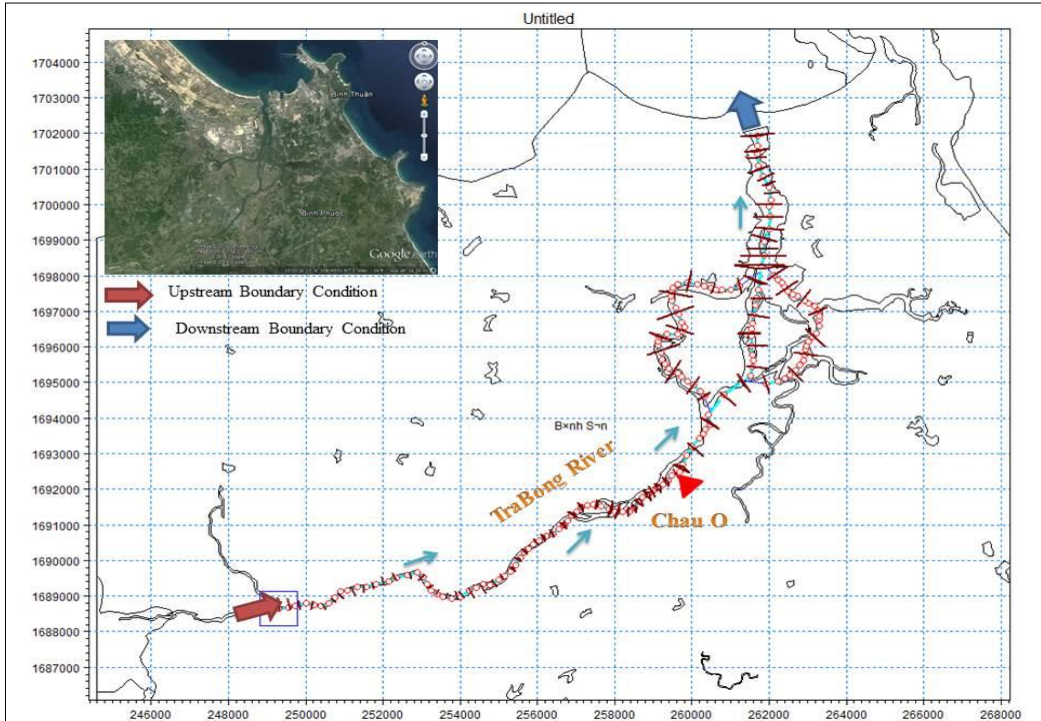 Untitled
1704000
1703000
1702000
1701000
1700000
1699000
1698000
1697000
1696000
1695000
1694000
1693000
1692000
1691000
1690000
1689000
1688000
1687000
Bình Thuận
Bình Phước
Google earth
Upstream Boundary Condition
Downstream Boundary Condition
B×nh S¬n
TraBong River
Chau O
246000 248000 250000 252000 254000 256000 258000 260000 262000 264000 266000 268000